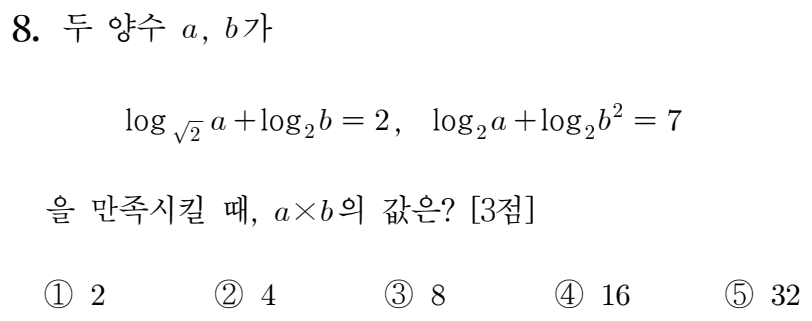 8. 두 양수 a, b가
log_{√2} a + log_2 b = 2, log_2 a + log_2 b^2 = 7
을 만족시킬 때, a×b의 값은? [3점]
① 2 ② 4 ③ 8 ④ 16 ⑤ 32